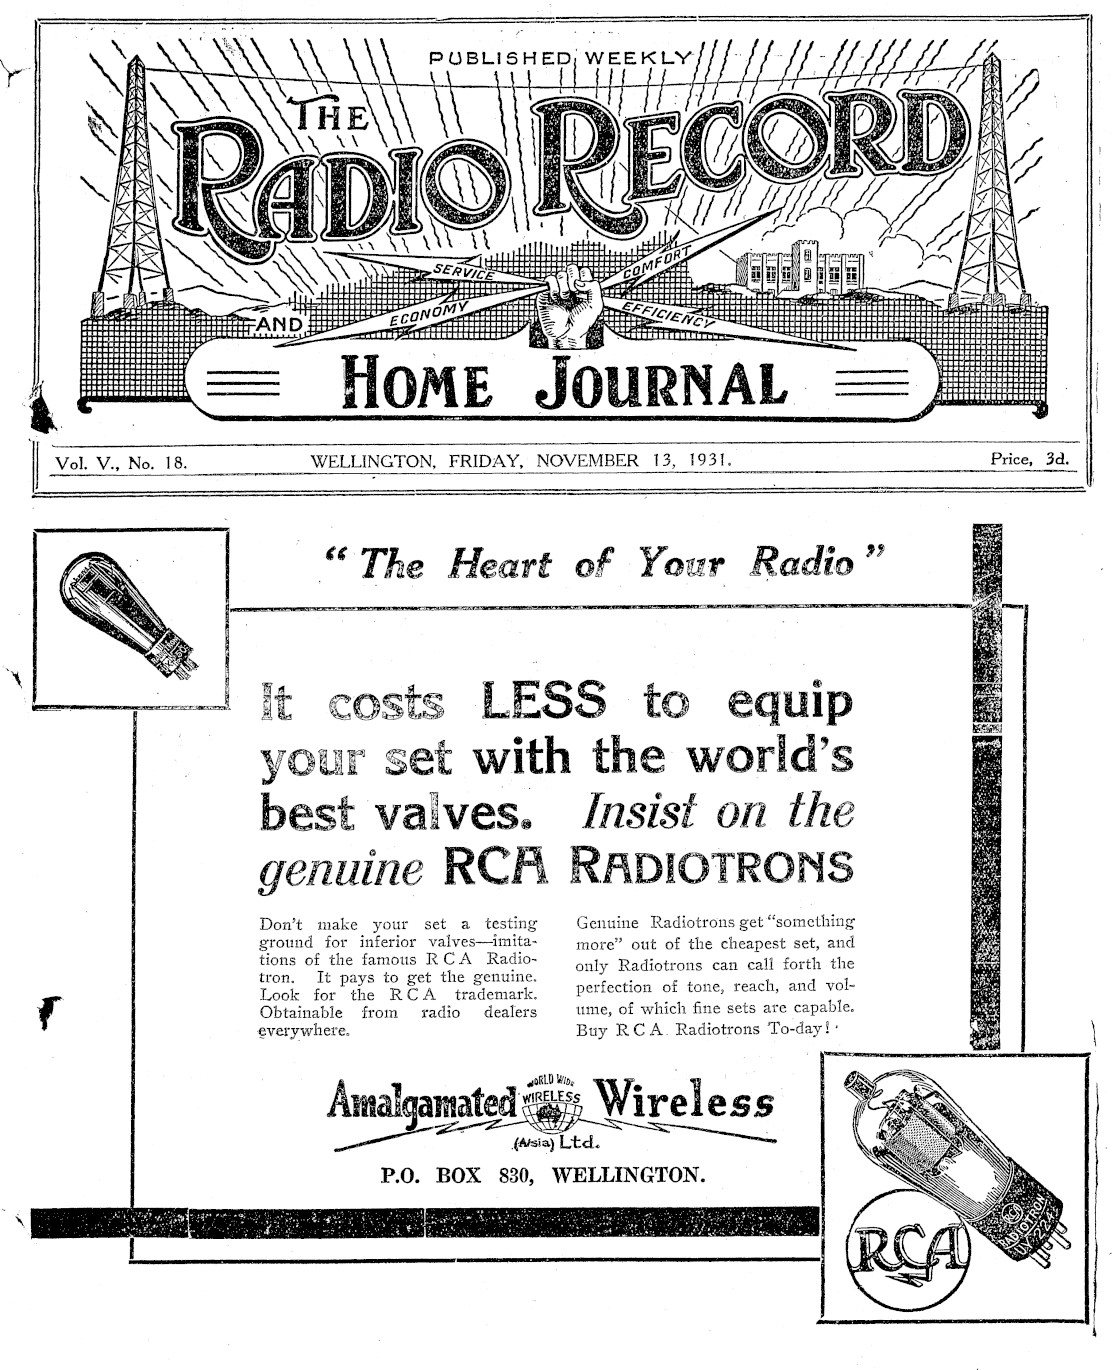 PUBLISHED WEEKLY
THE
RADIO RECORD
SERVICE
COMFORT
ECONOMY
EFFICIENCY
AND
HOME JOURNAL
Vol. V., No. 18.
WELLINGTON, FRIDAY, NOVEMBER 13, 1931.
Price, 3d.
"The Heart of Your Radio"
It costs LESS to equip
your set with the world's
best valves. Insist on the
genuine RCA RADIOTRONS
Don't make your set a testing
ground for inferior valves—imita-
tions of the famous R C A Radio-
tron. It pays to get the genuine.
Look for the R C A trademark.
Obtainable from radio dealers
everywhere.
Genuine Radiotrons get "something
more" out of the cheapest set, and
only Radiotrons can call forth the
perfection of tone, reach, and vol-
ume, of which fine sets are capable.
Buy R C A Radiotrons To-day!
Amalgamated Wireless
WORLD WIDE
WIRELESS
(A/sia) Ltd.
P.O. BOX 830, WELLINGTON.
RADIOTRON
RCA